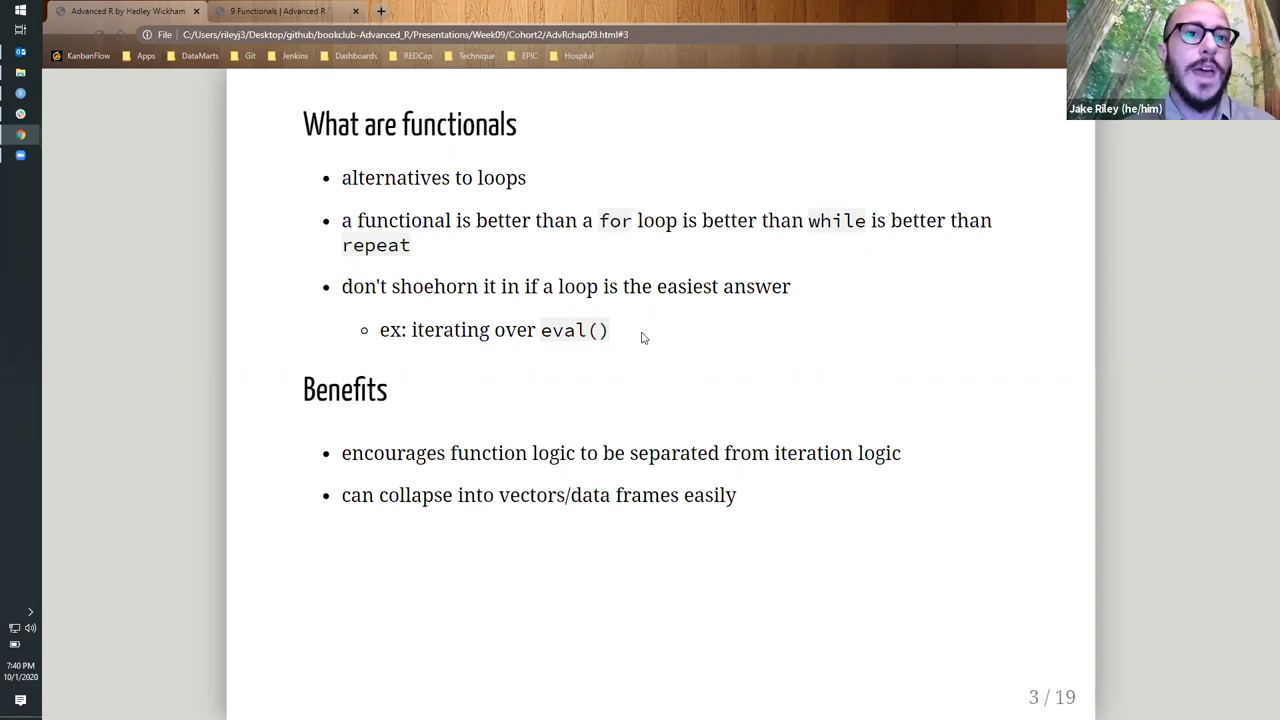 Advanced R by Hadley Wickham
9 Functionals | Advanced R
File | C:/Users/rileyj3/Desktop/github/bookclub-Advanced_R/Presentations/Week09/Cohort2/AdvRchap09.html#3
KanbanFlow Apps DataMarts Git Jenkins Dashboards REDCap Technique EPIC Hospital
Jake Riley (he/him)
What are functionals
• alternatives to loops
• a functional is better than a for loop is better than while is better than
repeat
• don't shoehorn it in if a loop is the easiest answer
ex: iterating over eval()
Benefits
• encourages function logic to be separated from iteration logic
• can collapse into vectors/data frames easily
3 / 19
7:40 PM
10/1/2020